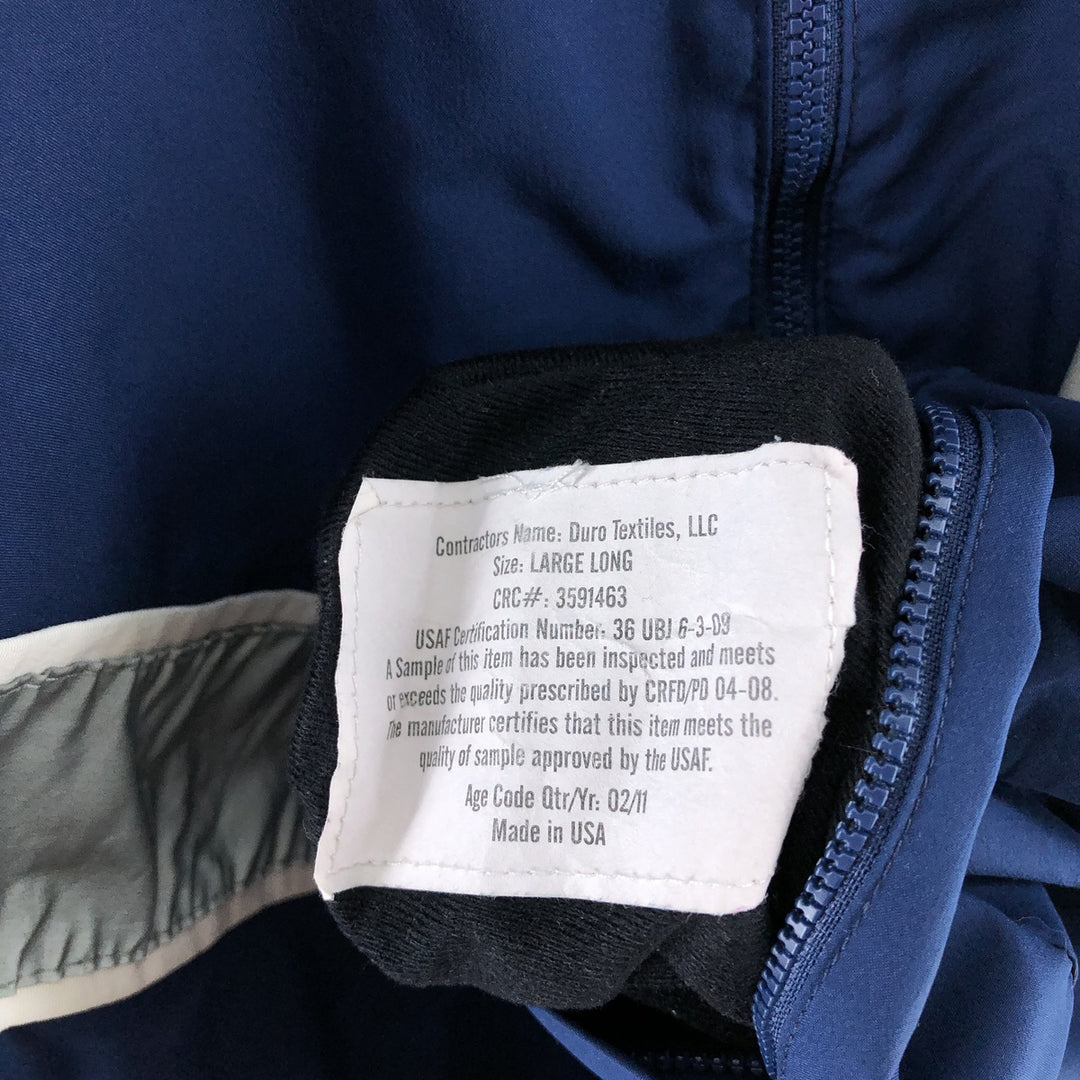 Contractors Name: Duro Textiles, LLC
Size: LARGE LONG
CRC#: 3591463
USAF Certification Number: 36 UBJ 6-3-09
A Sample of this item has been inspected and meets
or exceeds the quality prescribed by CRFD/PD 04-08.
The manufacturer certifies that this item meets the
quality of sample approved by the USAF.
Age Code Qtr/Yr: 02/11
Made in USA